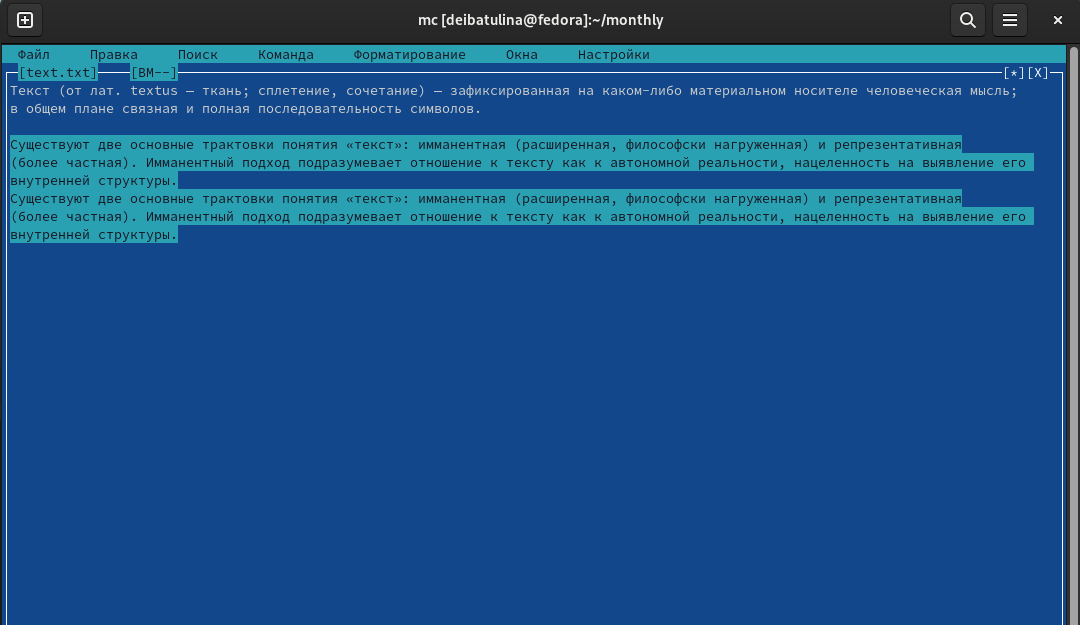 mc [deibatulina@fedora]:~/monthly
Файл Правка Поиск Команда Форматирование Окна Настройки
[text.txt] [BM--] [*][X]
Текст (от лат. textus — ткань; сплетение, сочетание) — зафиксированная на каком-либо материальном носителе человеческая мысль;
в общем плане связная и полная последовательность символов.
Существуют две основные трактовки понятия «текст»: имманентная (расширенная, философски нагруженная) и репрезентативная
(более частная). Имманентный подход подразумевает отношение к тексту как к автономной реальности, нацеленность на выявление его
внутренней структуры.
Существуют две основные трактовки понятия «текст»: имманентная (расширенная, философски нагруженная) и репрезентативная
(более частная). Имманентный подход подразумевает отношение к тексту как к автономной реальности, нацеленность на выявление его
внутренней структуры.